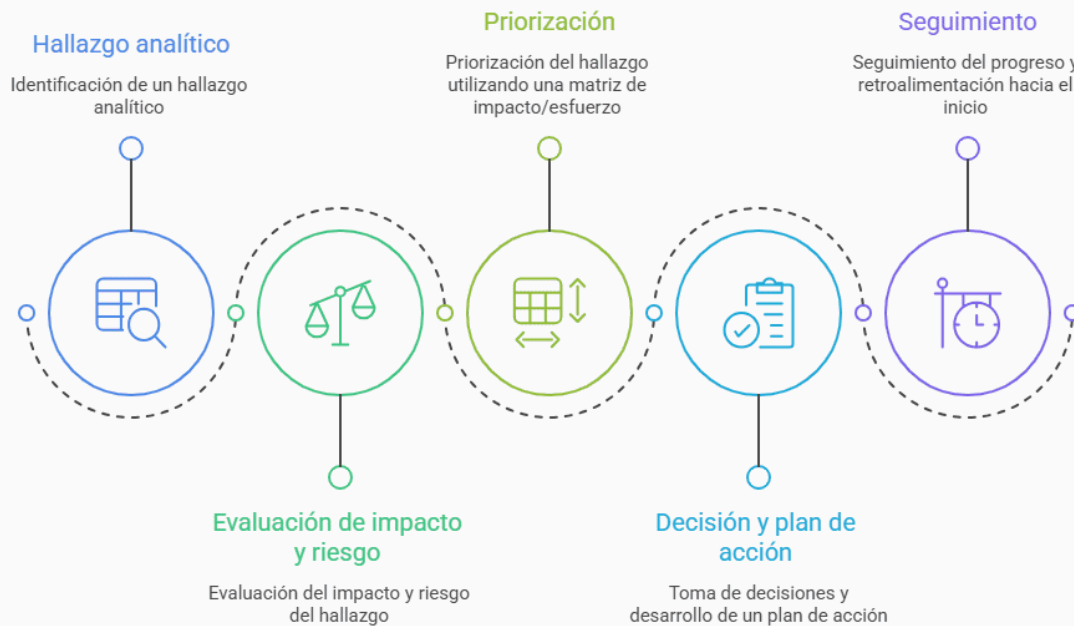 Hallazgo analítico
Identificación de un hallazgo
analítico
Evaluación de impacto
y riesgo
Evaluación del impacto y riesgo
del hallazgo
Priorización
Priorización del hallazgo
utilizando una matriz de
impacto/esfuerzo
Decisión y plan de
acción
Toma de decisiones y
desarrollo de un plan de acción
Seguimiento
Seguimiento del progreso y
retroalimentación hacia el
inicio